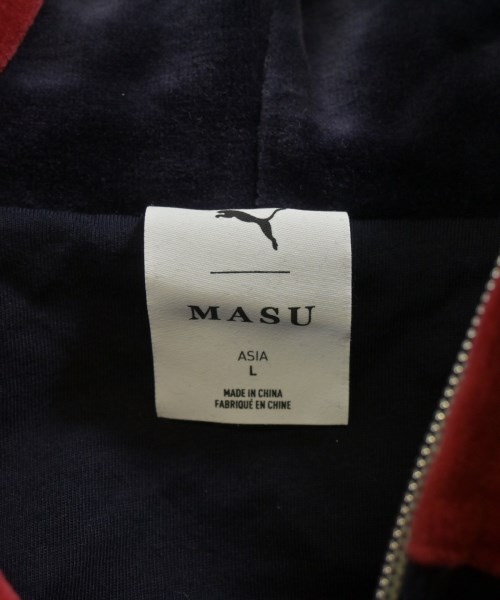 MASU
ASIA
L
MADE IN CHINA
FABRIQUÉ EN CHINE